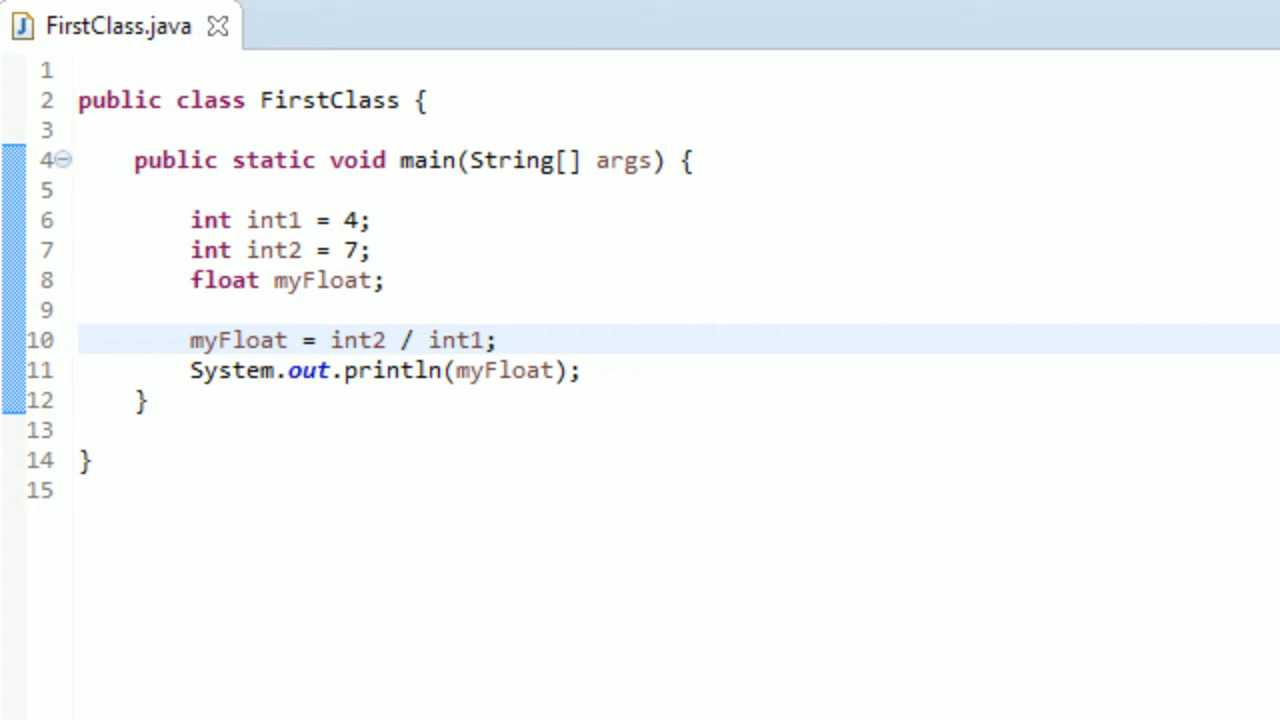 FirstClass.java
1
2 public class FirstClass {
3
4 public static void main(String[] args) {
5
6 int int1 = 4;
7 int int2 = 7;
8 float myFloat;
9
10 myFloat = int2 / int1;
11 System.out.println(myFloat);
12 }
13
14 }
15